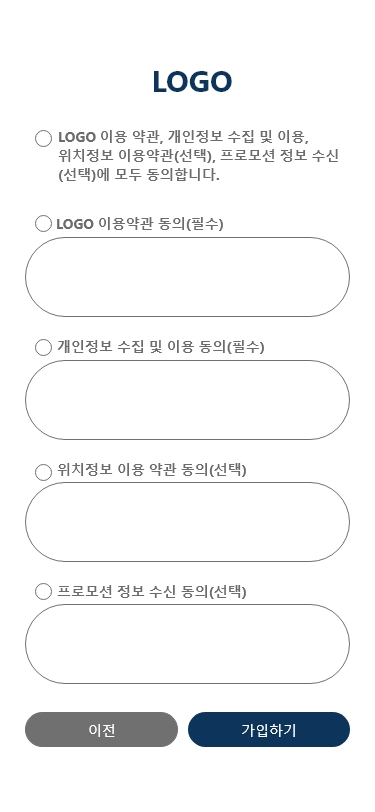 LOGO
LOGO 이용 약관, 개인정보 수집 및 이용,
위치정보 이용약관(선택), 프로모션 정보 수신
(선택)에 모두 동의합니다.
LOGO 이용약관 동의(필수)
개인정보 수집 및 이용 동의(필수)
위치정보 이용 약관 동의(선택)
프로모션 정보 수신 동의(선택)
이전
가입하기